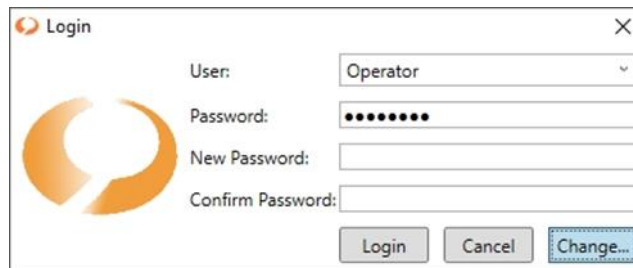 Login
User: Operator
Password: ●●●●●●●●
New Password:
Confirm Password:
Login Cancel Change...